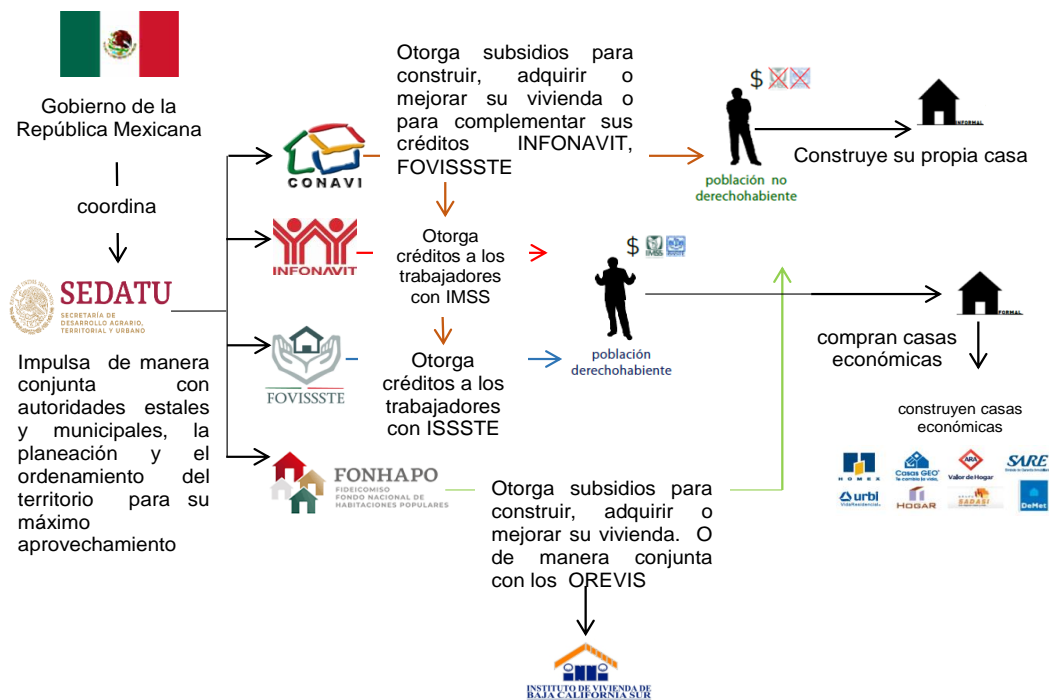 Gobierno de la
República Mexicana
coordina
SEDATU
SECRETARÍA DE
DESARROLLO AGRARIO,
TERRITORIAL Y URBANO
Impulsa de manera
conjunta con
autoridades estales
y municipales, la
planeación y el
ordenamiento del
territorio para su
máximo
aprovechamiento
CONAVI
Otorga subsidios para
construir, adquirir o
mejorar su vivienda o
para complementar sus
créditos INFONAVIT,
FOVISSSTE
$
población no
derechohabiente
INFORMAL
Construye su propia casa
INFONAVIT
Otorga
créditos a los
trabajadores
con IMSS
$
IMSS
población
derechohabiente
FORMAL
compran casas
económicas
FOVISSSTE
Otorga
créditos a los
trabajadores
con ISSSTE
construyen casas
económicas
HOMEX
Casas GEO
Te cambia la vida.
ARA
Valor de Hogar
SARE
urbi
VidaResidencial
HOGAR
SADASI
DeMet
FONHAPO
FIDEICOMISO
FONDO NACIONAL DE
HABITACIONES POPULARES
Otorga subsidios para
construir, adquirir o
mejorar su vivienda. O
de manera conjunta
con los OREVIS
INSTITUTO DE VIVIENDA DE
BAJA CALIFORNIA SUR